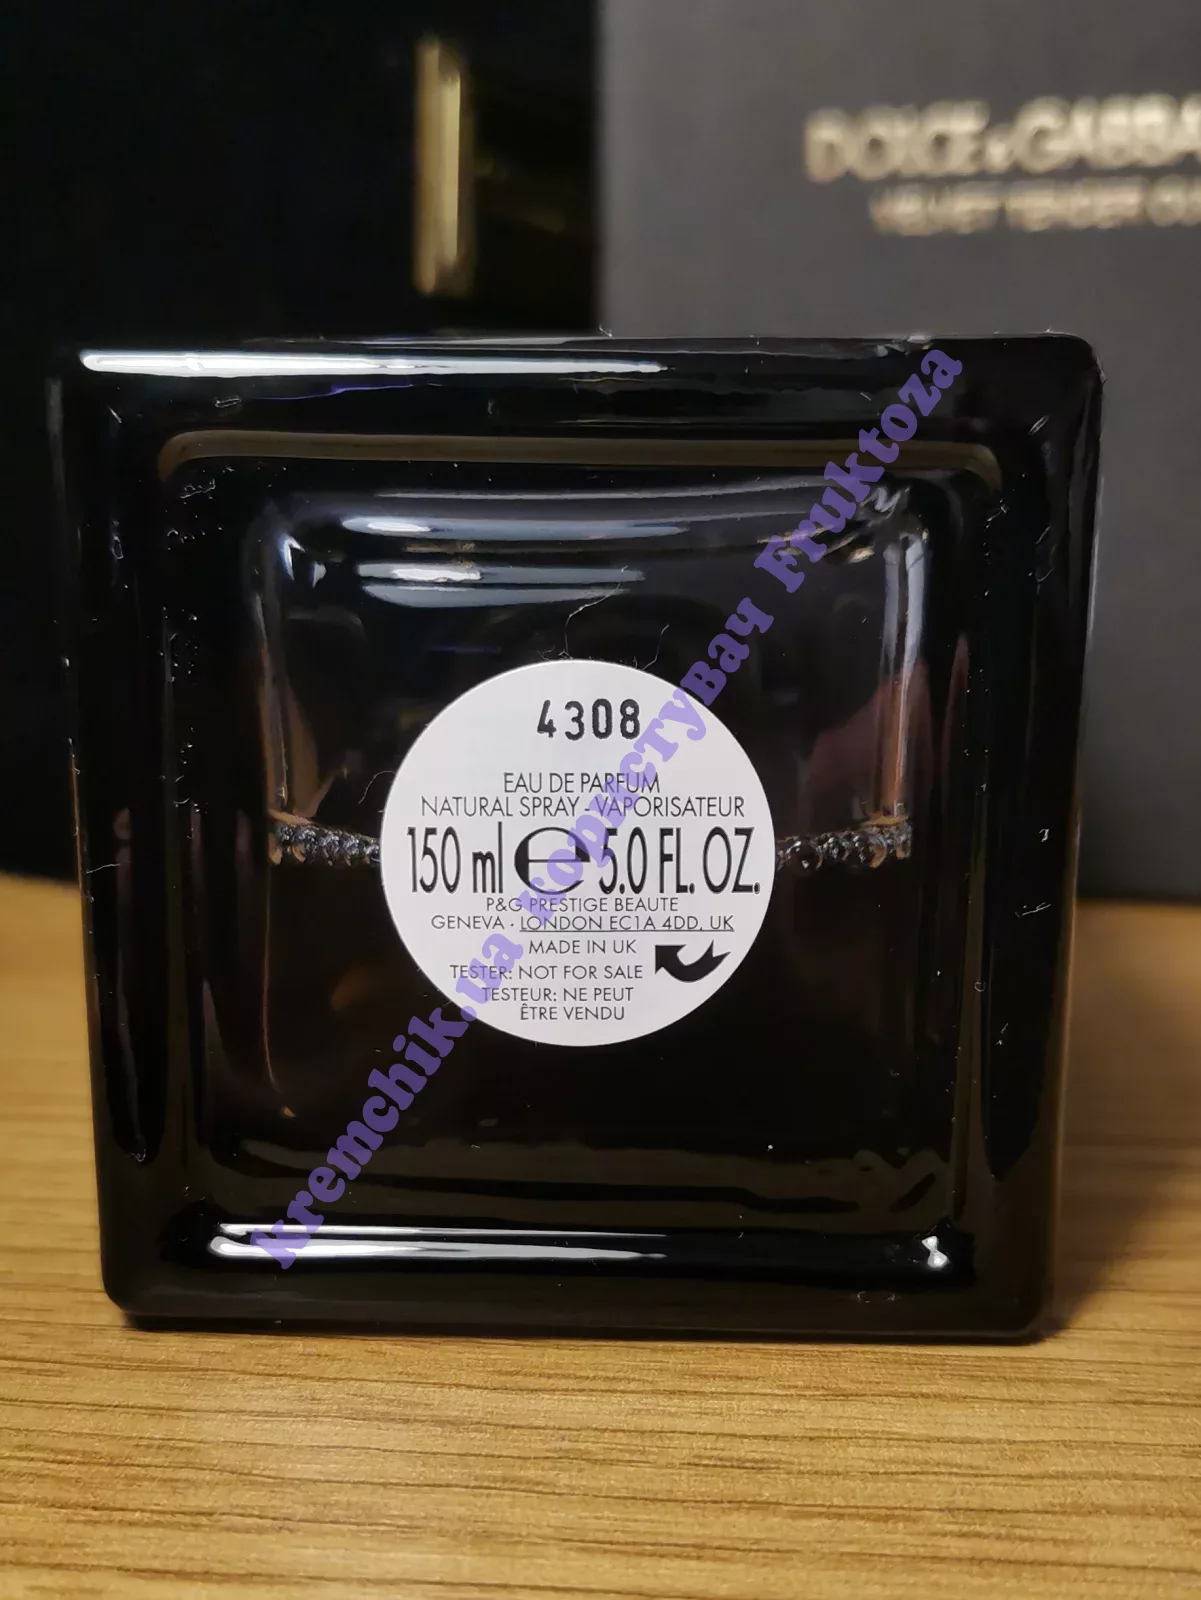 DOLCE & GABBA
VELVET TENDER O
4308
EAU DE PARFUM
NATURAL SPRAY - VAPORISATEUR
150 ml e 5.0 FL. OZ.
P&G PRESTIGE BEAUTE
GENEVA · LONDON EC1A 4DD, UK
MADE IN UK
TESTER: NOT FOR SALE
TESTEUR: NE PEUT
ÊTRE VENDU
kremchik.ua Користувач Fruktoza